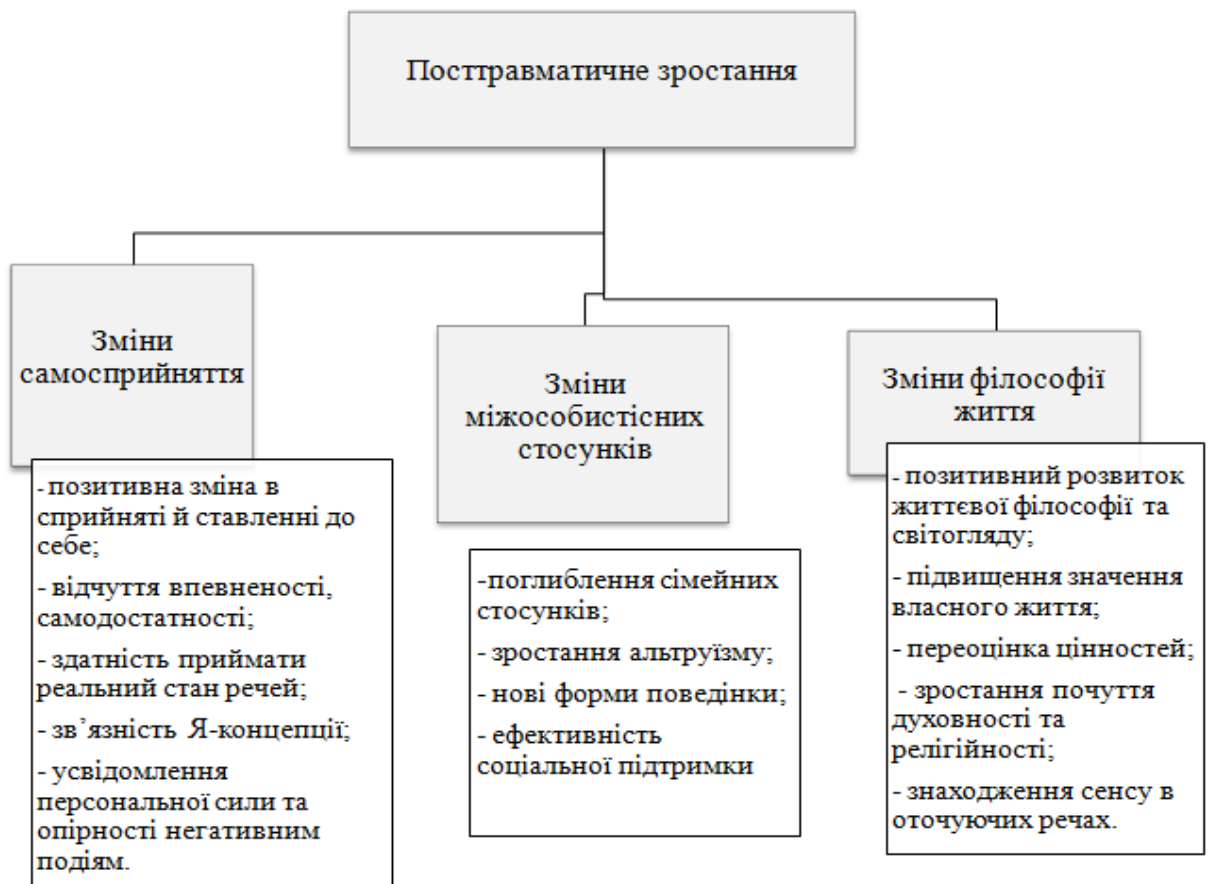 Посттравматичне зростання
Зміни
самосприйняття
- позитивна зміна в
сприйняті й ставленні до
себе;
- відчуття впевненості,
самодостатності;
- здатність приймати
реальний стан речей;
- зв’язність Я-концепції;
- усвідомлення
персональної сили та
опірності негативним
подіям.
Зміни
міжособистісних
стосунків
-поглиблення сімейних
стосунків;
- зростання альтруїзму;
- нові форми поведінки;
- ефективність
соціальної підтримки
Зміни філософії
життя
- позитивний розвиток
життєвої філософії та
світогляду;
- підвищення значення
власного життя;
- переоцінка цінностей;
- зростання почуття
духовності та
релігійності;
- знаходження сенсу в
оточуючих речах.